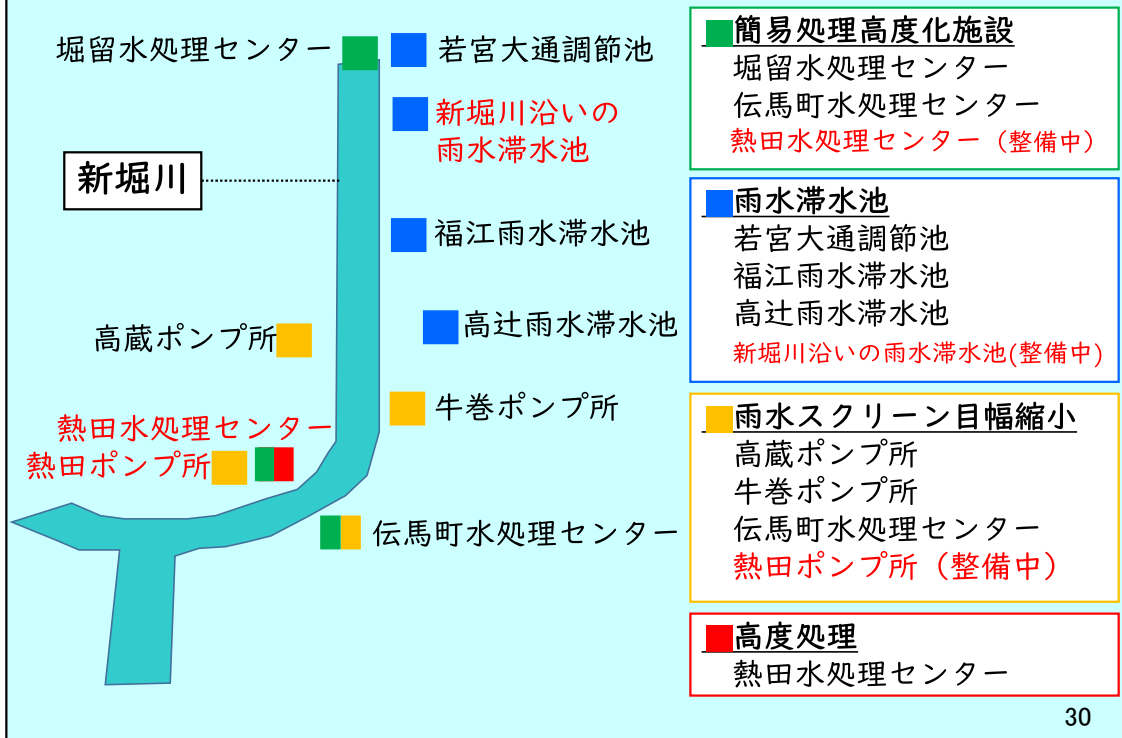 堀留水処理センター
若宮大通調節池
新堀川沿いの
雨水滞水池
新堀川
福江雨水滞水池
高蔵ポンプ所
高辻雨水滞水池
牛巻ポンプ所
熱田水処理センター
熱田ポンプ所
伝馬町水処理センター
簡易処理高度化施設
堀留水処理センター
伝馬町水処理センター
熱田水処理センター（整備中）
雨水滞水池
若宮大通調節池
福江雨水滞水池
高辻雨水滞水池
新堀川沿いの雨水滞水池(整備中)
雨水スクリーン目幅縮小
高蔵ポンプ所
牛巻ポンプ所
伝馬町水処理センター
熱田ポンプ所（整備中）
高度処理
熱田水処理センター
30